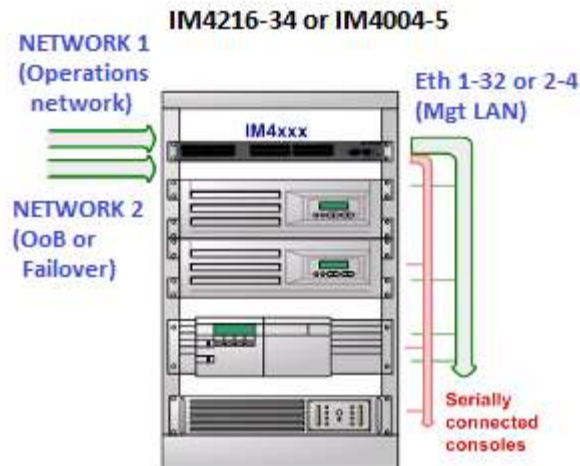 IM4216-34 or IM4004-5
NETWORK 1
(Operations
network)
Eth 1-32 or 2-4
(Mgt LAN)
IM4xxx
NETWORK 2
(OoB or
Failover)
Serially
connected
consoles